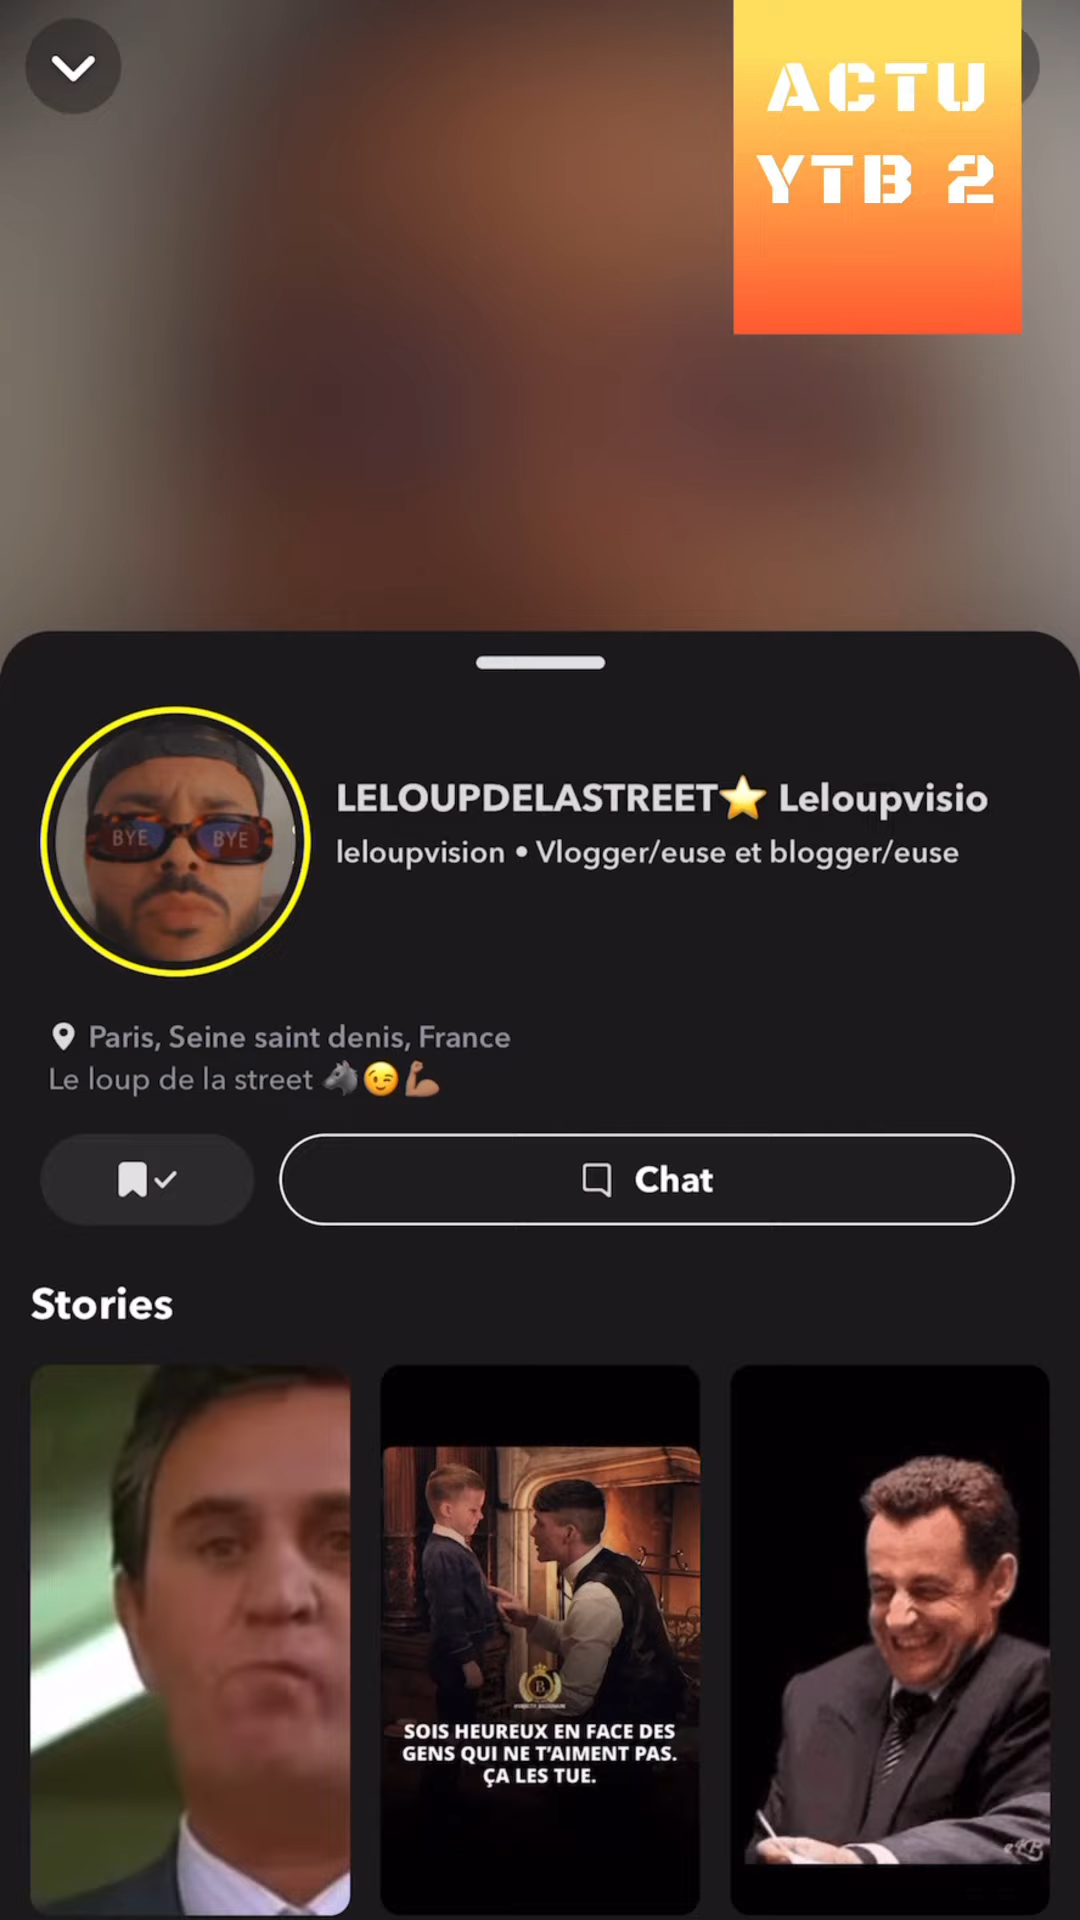 ACTU
YTB 2
LELOUPDELASTREET⭐ Leloupvisio
leloupvision • Vlogger/euse et blogger/euse
BYE BYE
Paris, Seine saint denis, France
Le loup de la street 🐺😉💪🏽
Chat
Stories
B
SOIS HEUREUX EN FACE DES
GENS QUI NE T'AIMENT PAS.
ÇA LES TUE.